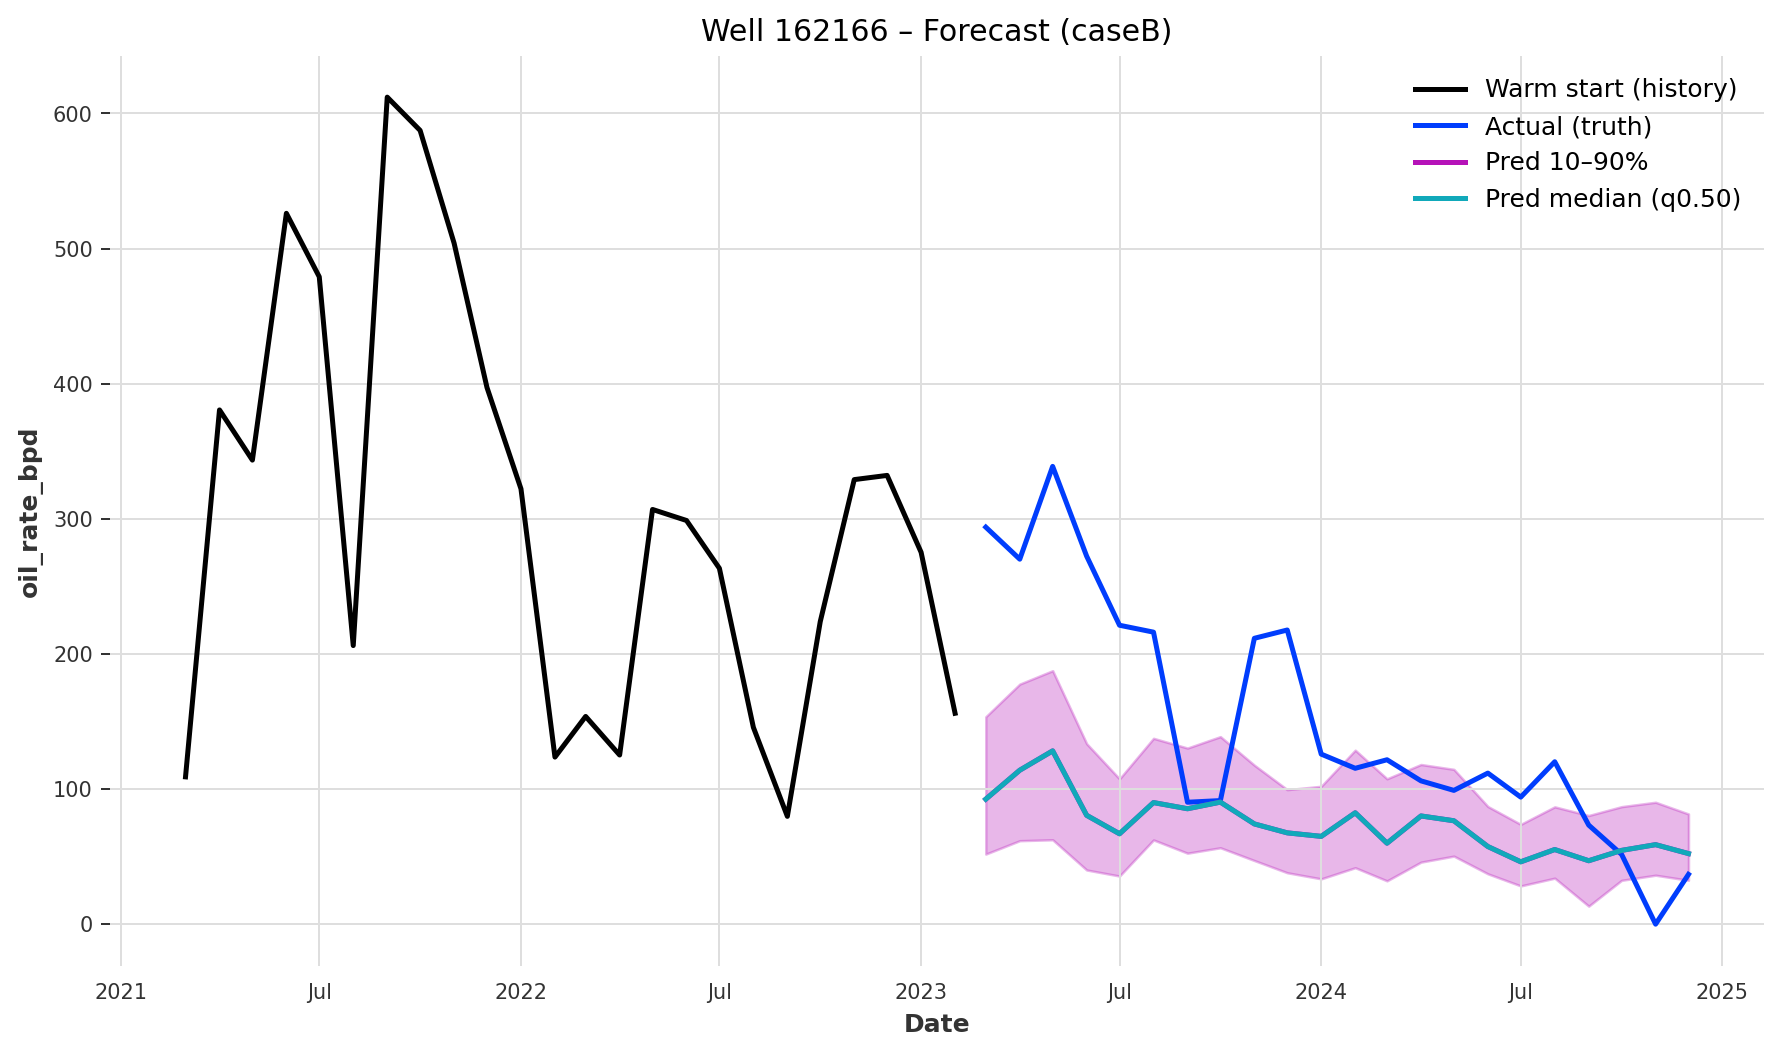 Well 162166 – Forecast (caseB)
Warm start (history)
Actual (truth)
Pred 10–90%
Pred median (q0.50)
oil_rate_bpd
600
500
400
300
200
100
0
2021 Jul 2022 Jul 2023 Jul 2024 Jul 2025
Date